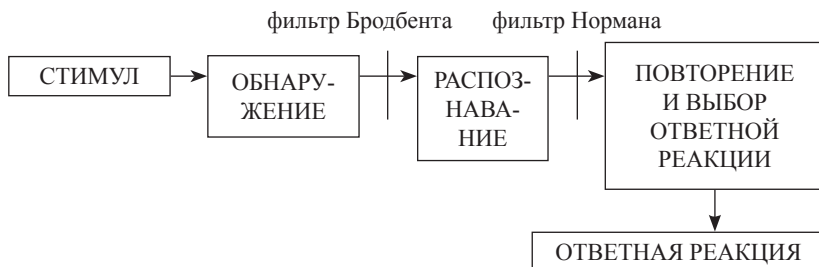 фильтр Бродбента
фильтр Нормана
СТИМУЛ
ОБНАРУ-
ЖЕНИЕ
РАСПОЗ-
НАВА-
НИЕ
ПОВТОРЕНИЕ
И ВЫБОР
ОТВЕТНОЙ
РЕАКЦИИ
ОТВЕТНАЯ РЕАКЦИЯ